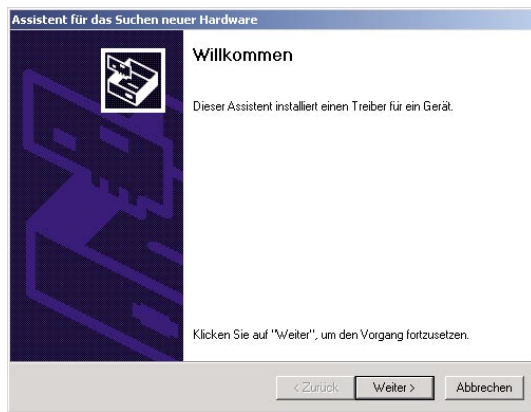 Assistent für das Suchen neuer Hardware
Willkommen
Dieser Assistent installiert einen Treiber für ein Gerät.
Klicken Sie auf "Weiter", um den Vorgang fortzusetzen.
< Zurück Weiter > Abbrechen